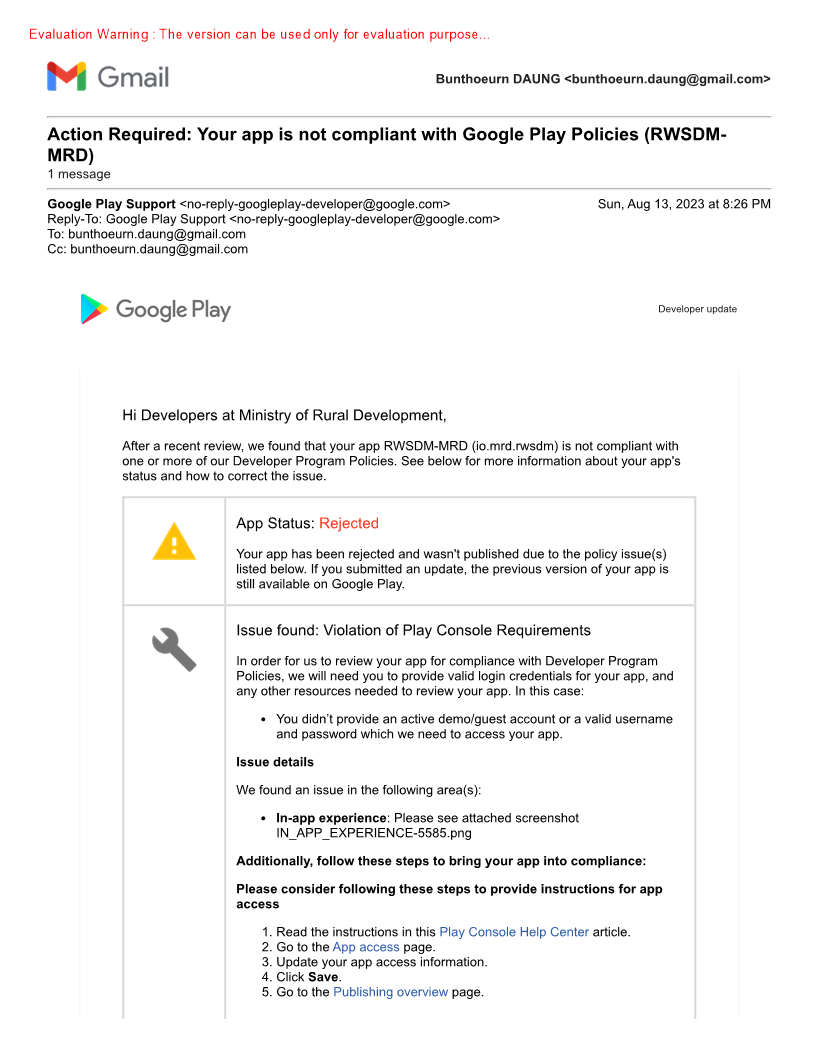 Evaluation Warning : The version can be used only for evaluation purpose...
Gmail
Bunthoeurn DAUNG <bunthoeurn.daung@gmail.com>
Action Required: Your app is not compliant with Google Play Policies (RWSDM-
MRD)
1 message
Google Play Support <no-reply-googleplay-developer@google.com>
Sun, Aug 13, 2023 at 8:26 PM
Reply-To: Google Play Support <no-reply-googleplay-developer@google.com>
To: bunthoeurn.daung@gmail.com
Cc: bunthoeurn.daung@gmail.com
Google Play
Developer update
Hi Developers at Ministry of Rural Development,
After a recent review, we found that your app RWSDM-MRD (io.mrd.rwsdm) is not compliant with
one or more of our Developer Program Policies. See below for more information about your app's
status and how to correct the issue.
App Status: Rejected
Your app has been rejected and wasn't published due to the policy issue(s)
listed below. If you submitted an update, the previous version of your app is
still available on Google Play.
Issue found: Violation of Play Console Requirements
In order for us to review your app for compliance with Developer Program
Policies, we will need you to provide valid login credentials for your app, and
any other resources needed to review your app. In this case:
• You didn’t provide an active demo/guest account or a valid username
and password which we need to access your app.
Issue details
We found an issue in the following area(s):
• In-app experience: Please see attached screenshot
IN_APP_EXPERIENCE-5585.png
Additionally, follow these steps to bring your app into compliance:
Please consider following these steps to provide instructions for app
access
1. Read the instructions in this Play Console Help Center article.
2. Go to the App access page.
3. Update your app access information.
4. Click Save.
5. Go to the Publishing overview page.